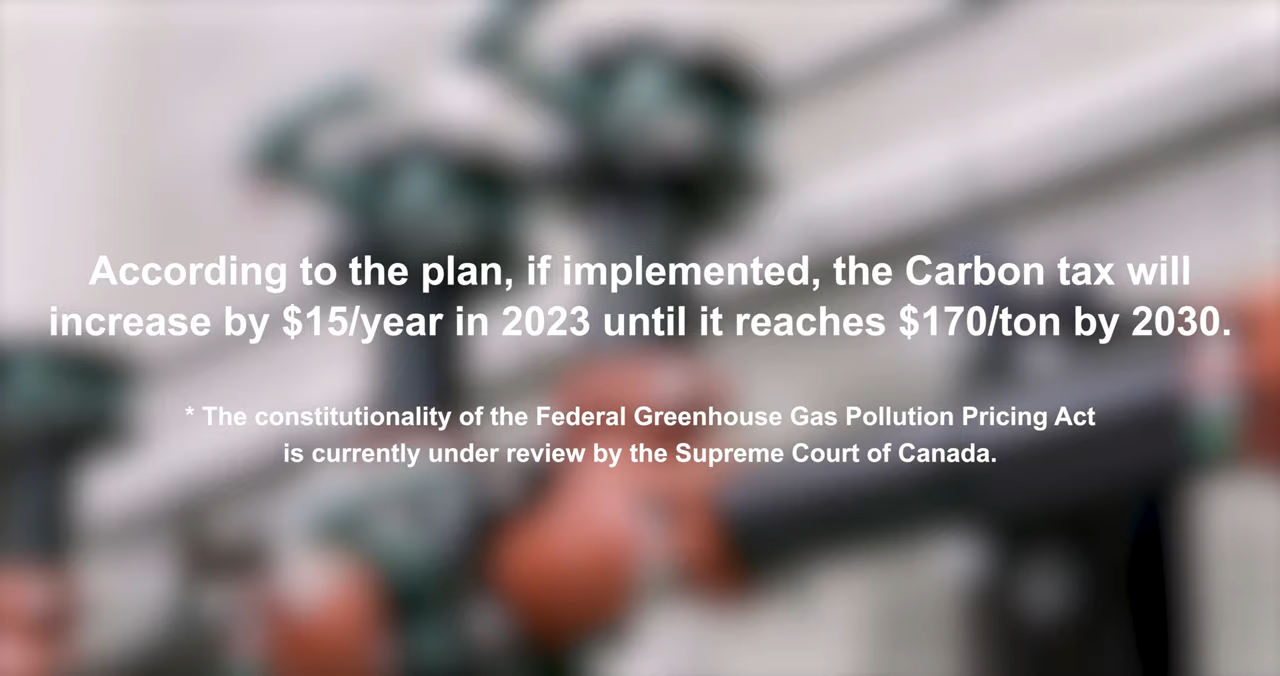 According to the plan, if implemented, the Carbon tax will
increase by $15/year in 2023 until it reaches $170/ton by 2030.
* The constitutionality of the Federal Greenhouse Gas Pollution Pricing Act
is currently under review by the Supreme Court of Canada.